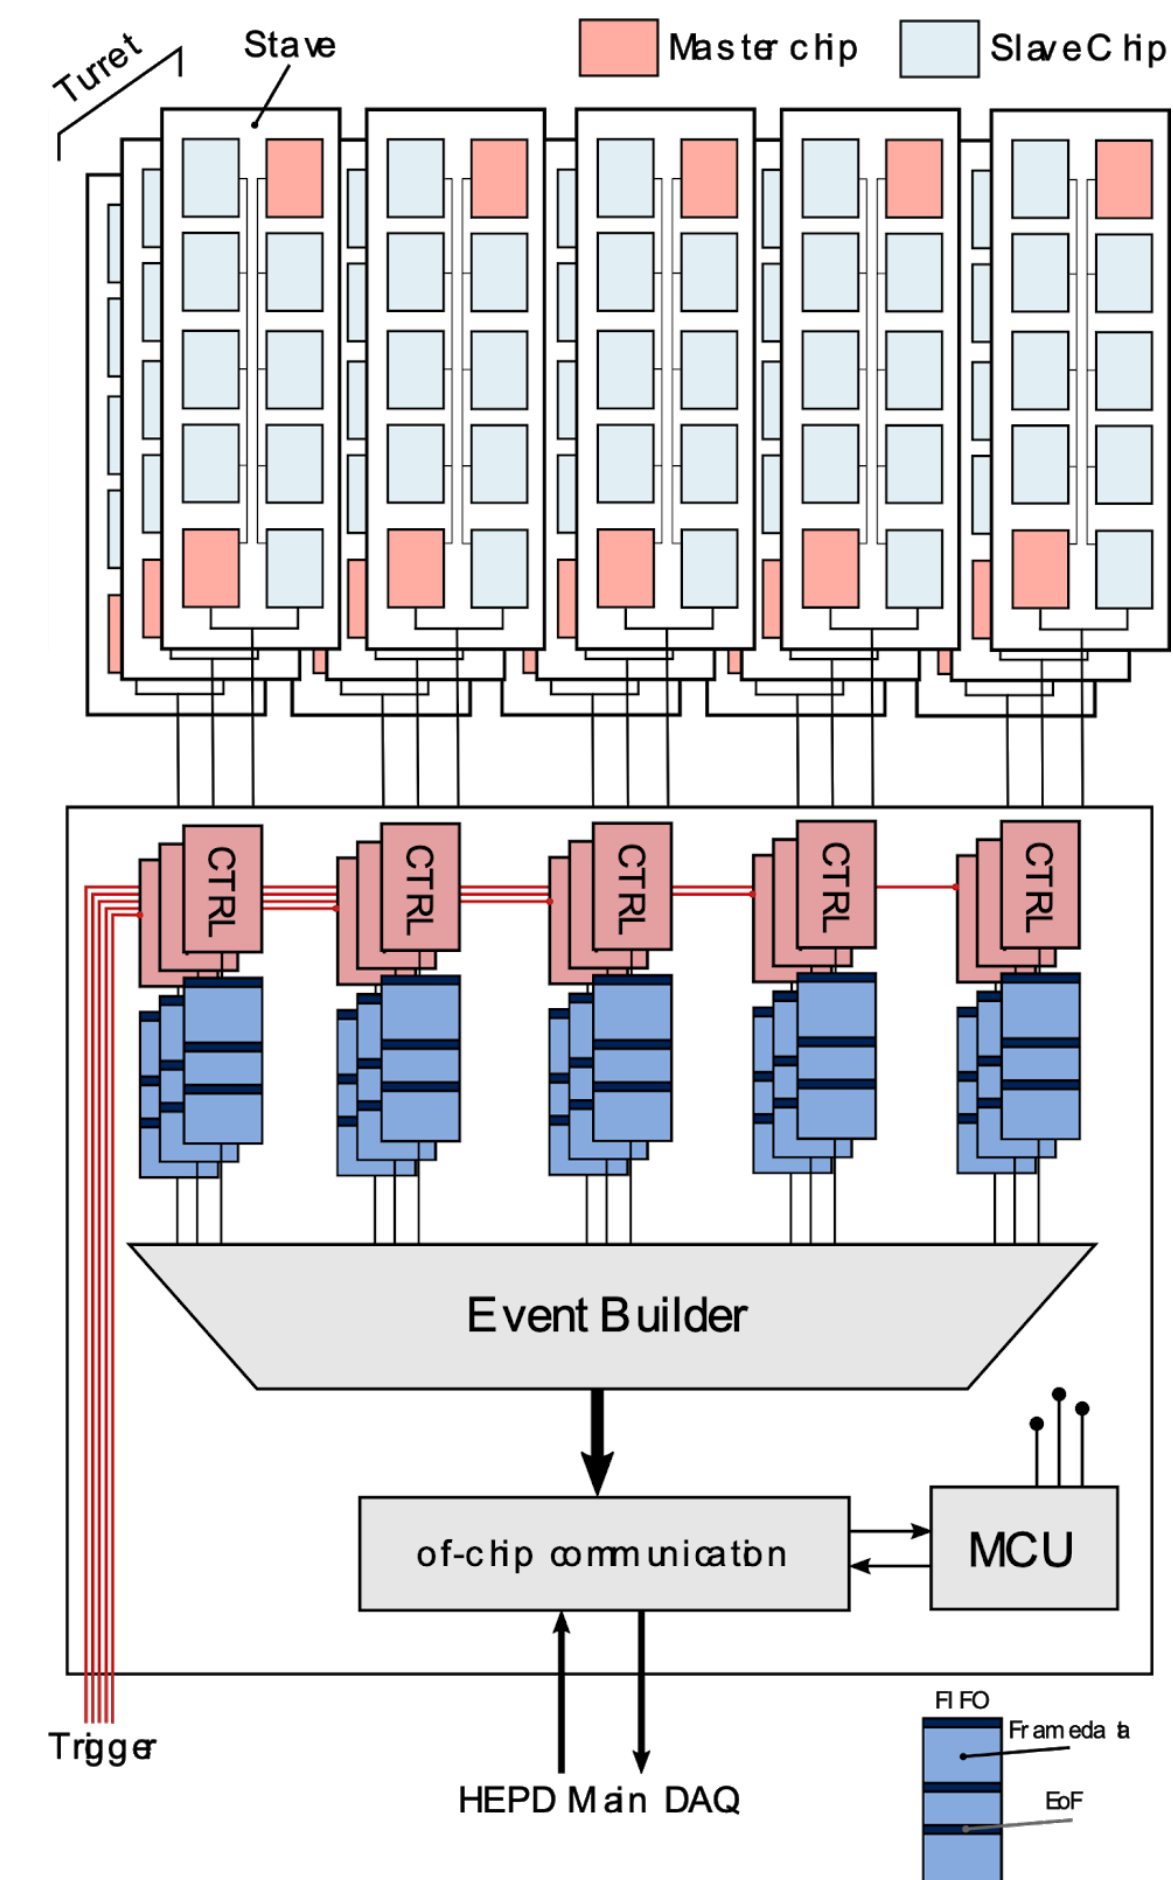 Turret
Stave
Master chip
Slave Chip
CTRL
CTRL
CTRL
CTRL
CTRL
Event Builder
of-chip communication
MCU
Trigger
HEPD Main DAQ
FIFO
Frame data
EoF